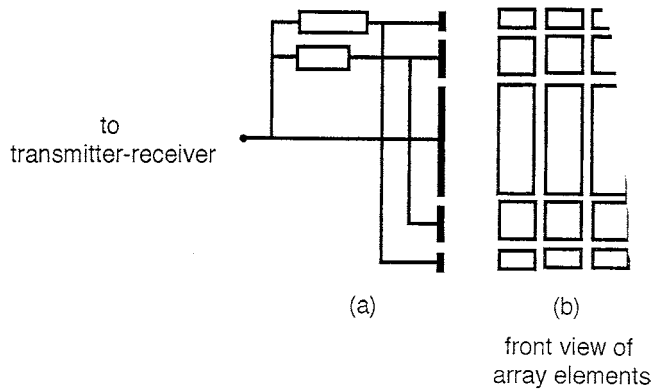 to
transmitter-receiver
(a)
(b)
front view of
array elements